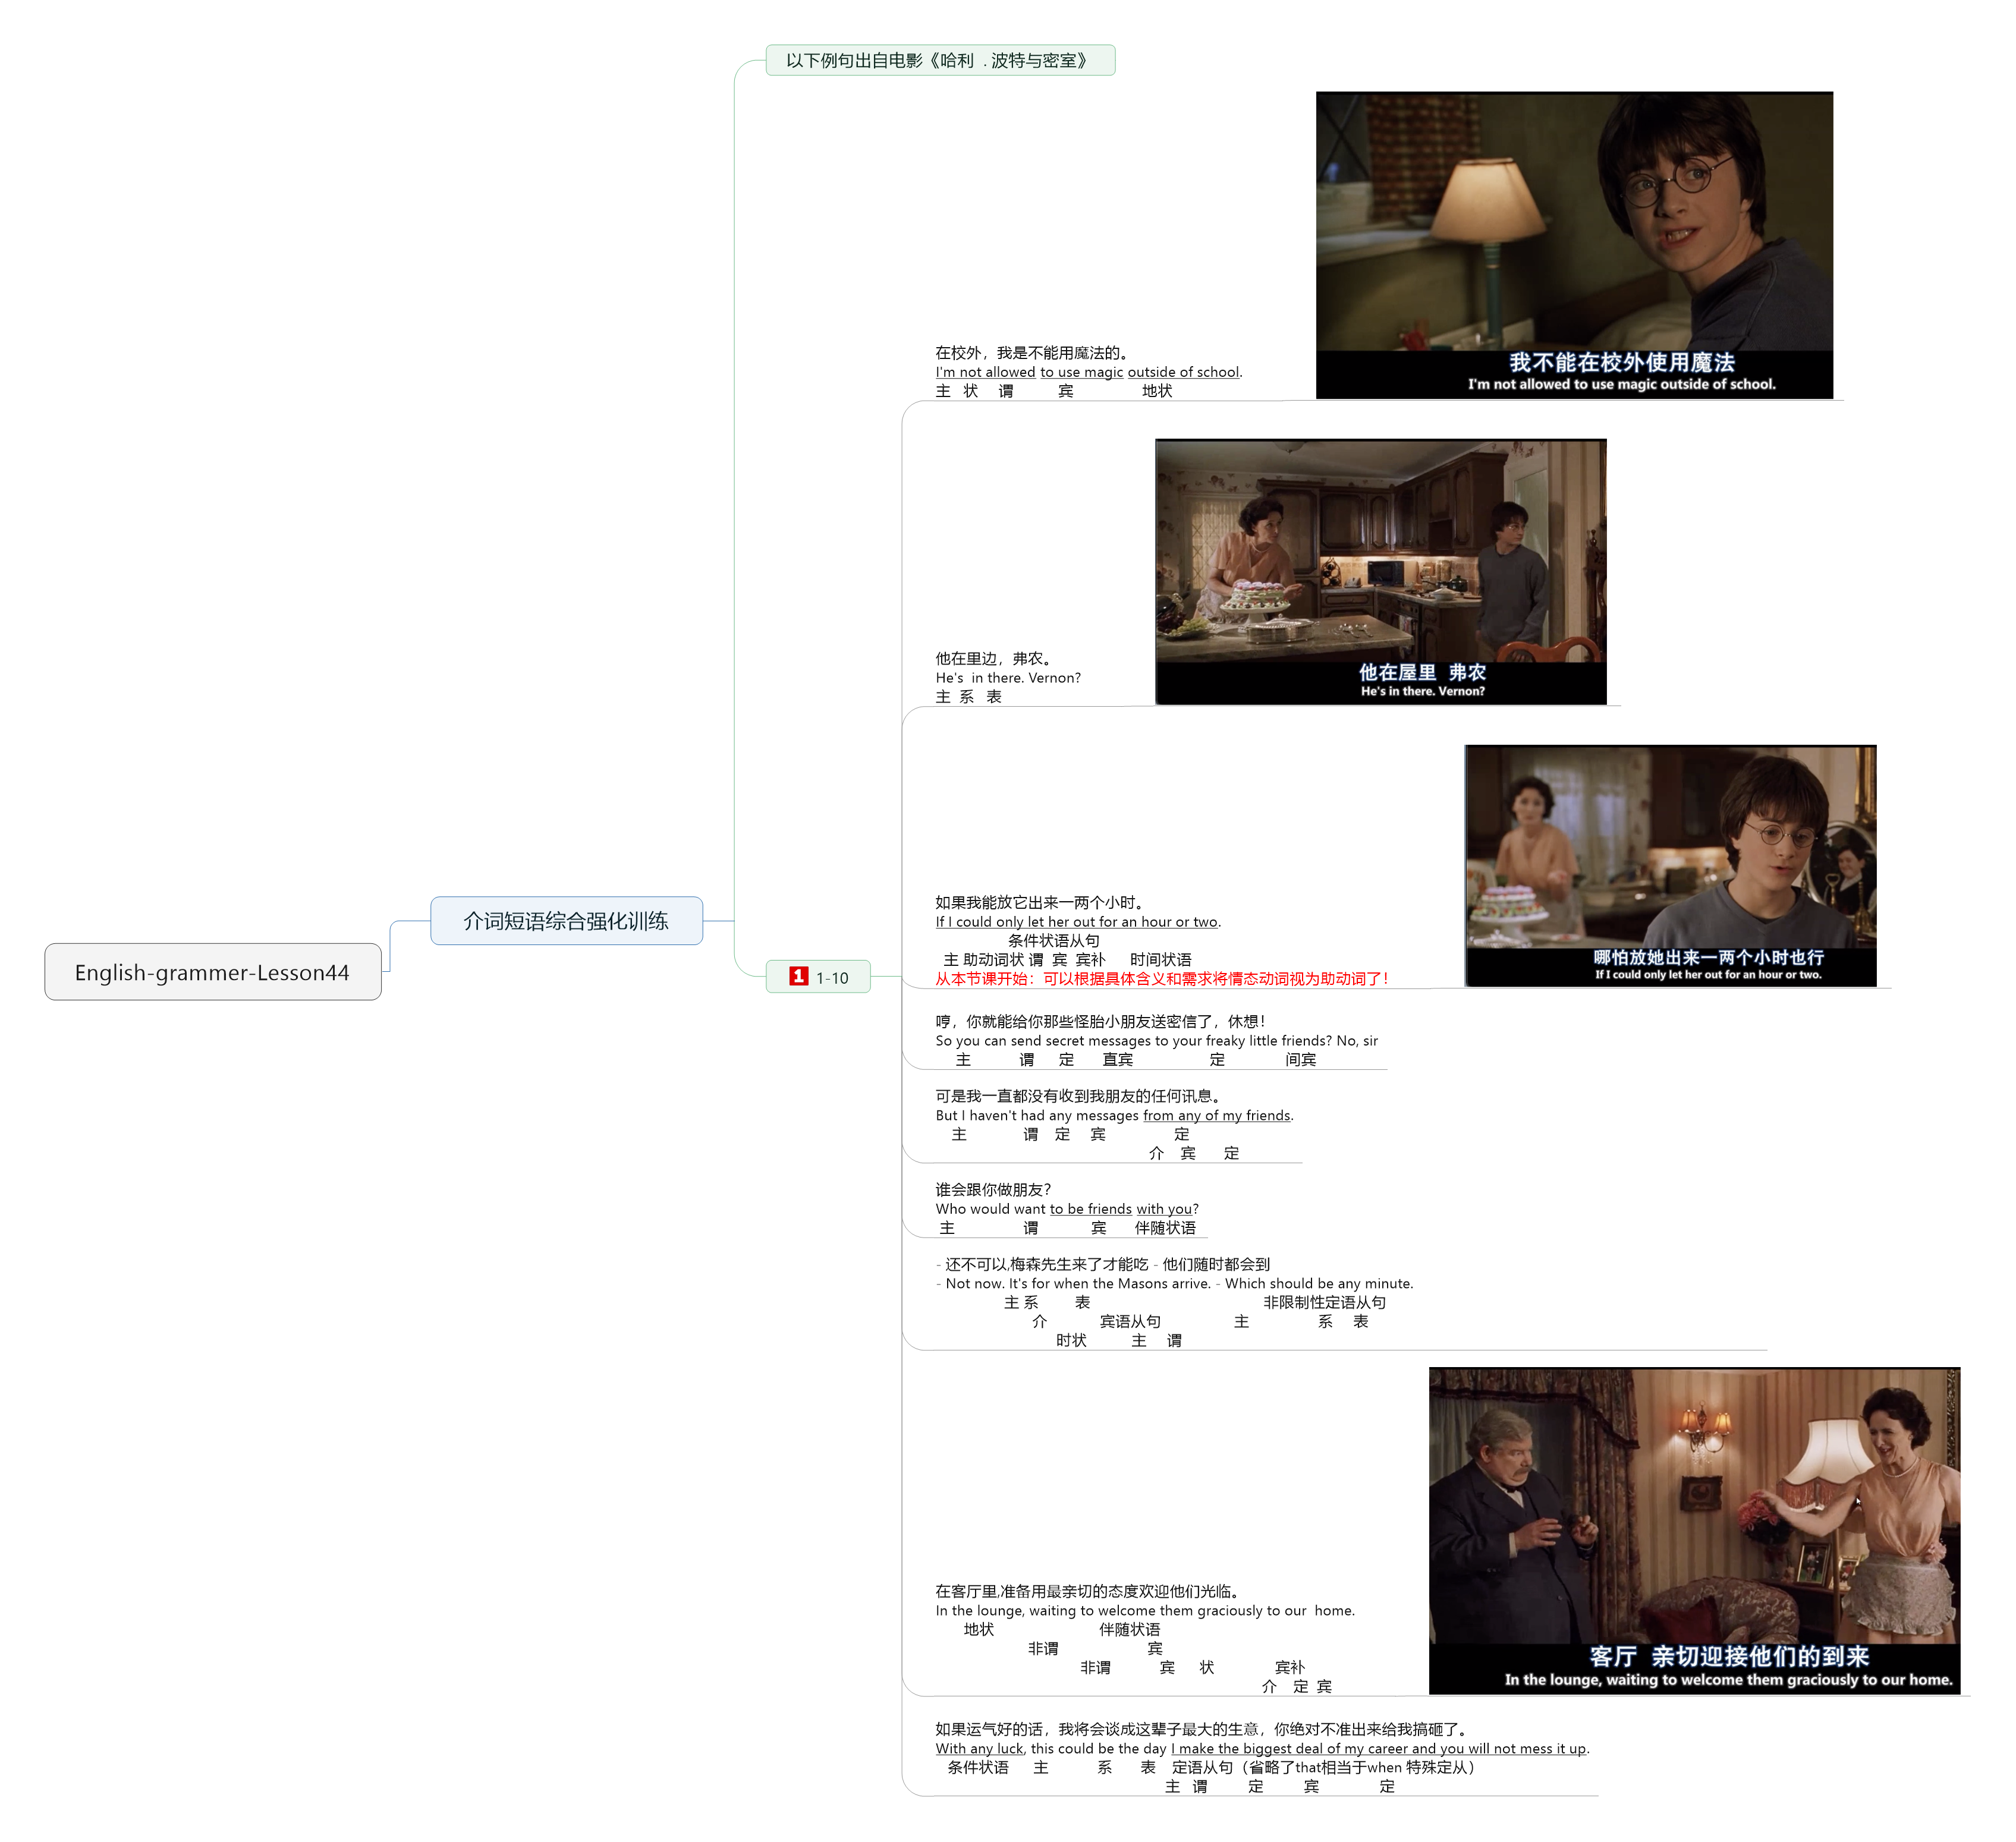 以下例句出自电影《哈利 . 波特与密室》
我不能在校外使用魔法
I'm not allowed to use magic outside of school.
在校外，我是不能用魔法的。
I'm not allowed to use magic outside of school.
主 状 谓 宾 地状
他在屋里 弗农
He's in there. Vernon?
他在里边，弗农。
He's in there. Vernon?
主 系 表
哪怕放她出来一两个小时也行
If I could only let her out for an hour or two.
如果我能放它出来一两个小时。
If I could only let her out for an hour or two.
条件状语从句
主 助动词状 谓 宾 宾补 时间状语
从本节课开始：可以根据具体含义和需求将情态动词视为助动词了！
介词短语综合强化训练
English-grammer-Lesson44
1 1-10
哼，你就能给你那些怪胎小朋友送密信了，休想！
So you can send secret messages to your freaky little friends? No, sir
主 谓 定 直宾 定 间宾
可是我一直都没有收到我朋友的任何讯息。
But I haven't had any messages from any of my friends.
主 谓 定 宾 定
介 宾 定
谁会跟你做朋友？
Who would want to be friends with you?
主 谓 宾 伴随状语
- 还不可以,梅森先生来了才能吃 - 他们随时都会到
- Not now. It's for when the Masons arrive. - Which should be any minute.
主 系 表 非限制性定语从句
介 宾语从句 主 系 表
时状 主 谓
客厅 亲切迎接他们的到来
In the lounge, waiting to welcome them graciously to our home.
在客厅里,准备用最亲切的态度欢迎他们光临。
In the lounge, waiting to welcome them graciously to our home.
地状 伴随状语
非谓 宾
非谓 宾 状 宾补
介 定 宾
如果运气好的话，我将会谈成这辈子最大的生意，你绝对不准出来给我搞砸了。
With any luck, this could be the day I make the biggest deal of my career and you will not mess it up.
条件状语 主 系 表 定语从句（省略了that相当于when 特殊定从）
主 谓 定 宾 定